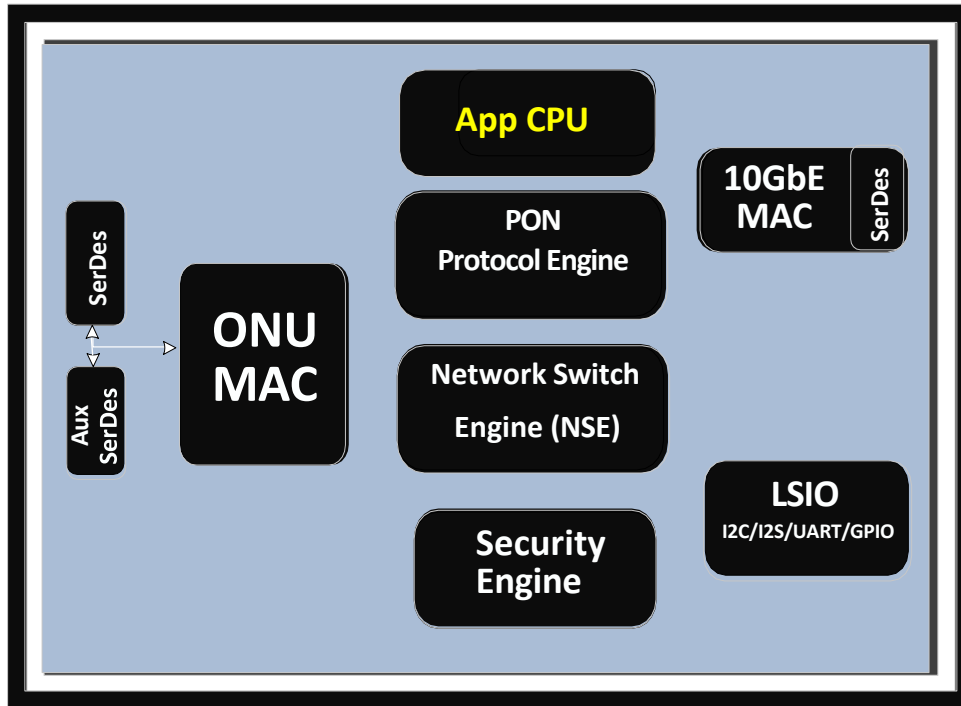 App CPU
10GbE
MAC
SerDes
PON
Protocol Engine
SerDes
ONU
MAC
Network Switch
Engine (NSE)
Aux
SerDes
LSIO
I2C/I2S/UART/GPIO
Security
Engine